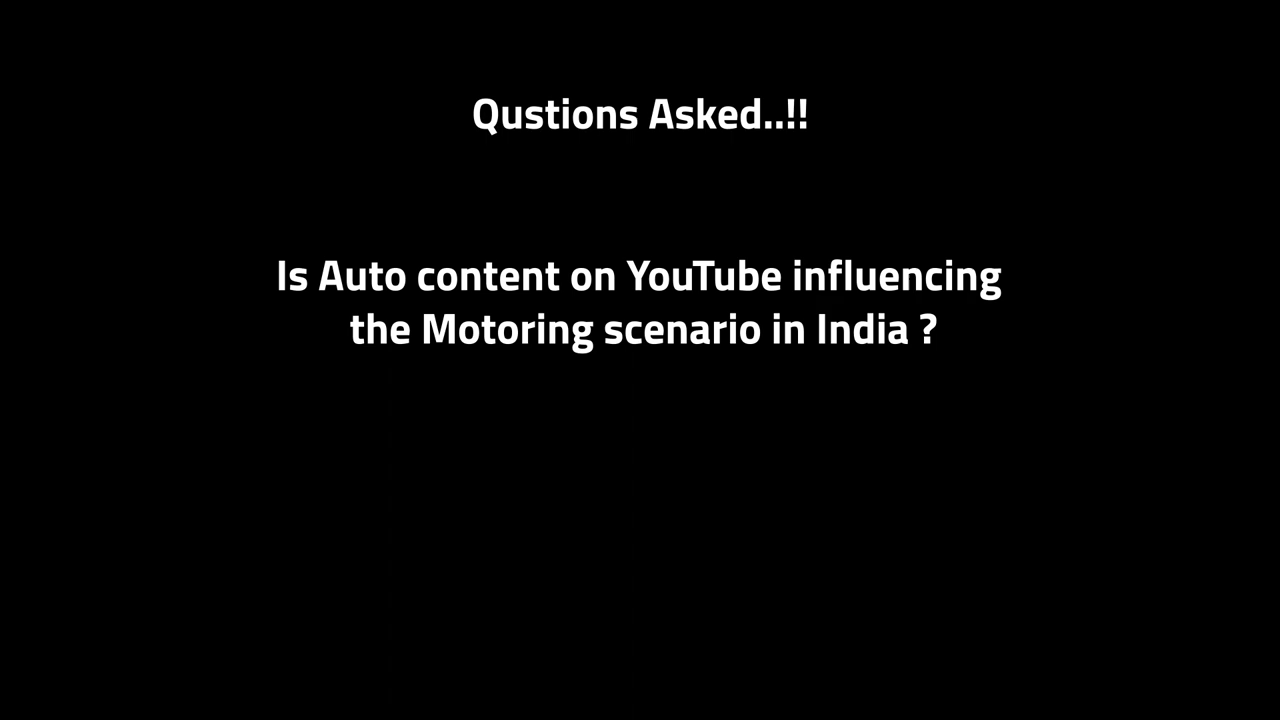 Qustions Asked..!!
Is Auto content on YouTube influencing
the Motoring scenario in India ?